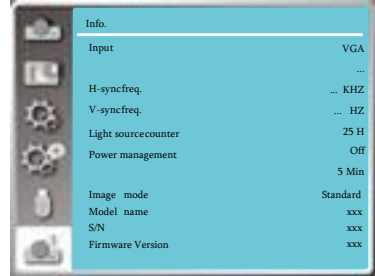 Info.
Input VGA
...
H-syncfreq. ... KHZ
V-syncfreq. ... HZ
Light sourcecounter 25 H
Power management Off
5 Min
Image mode Standard
Model name xxx
S/N xxx
Firmware Version xxx